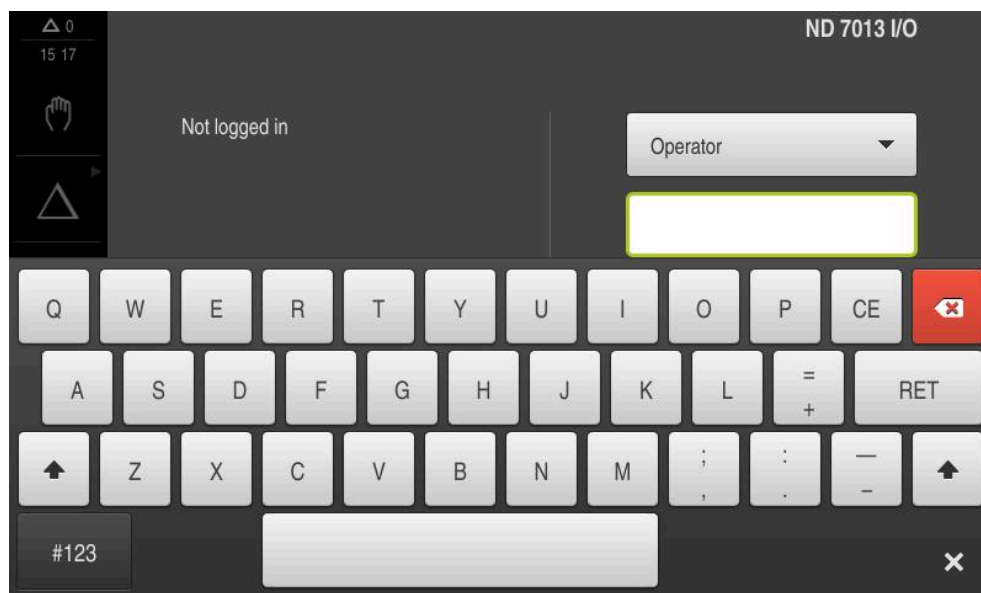 0
ND 7013 I/O
15 17
Not logged in
Operator
Q W E R T Y U I O P CE
A S D F G H J K L = + RET
Z X C V B N M ; , : . — –
#123